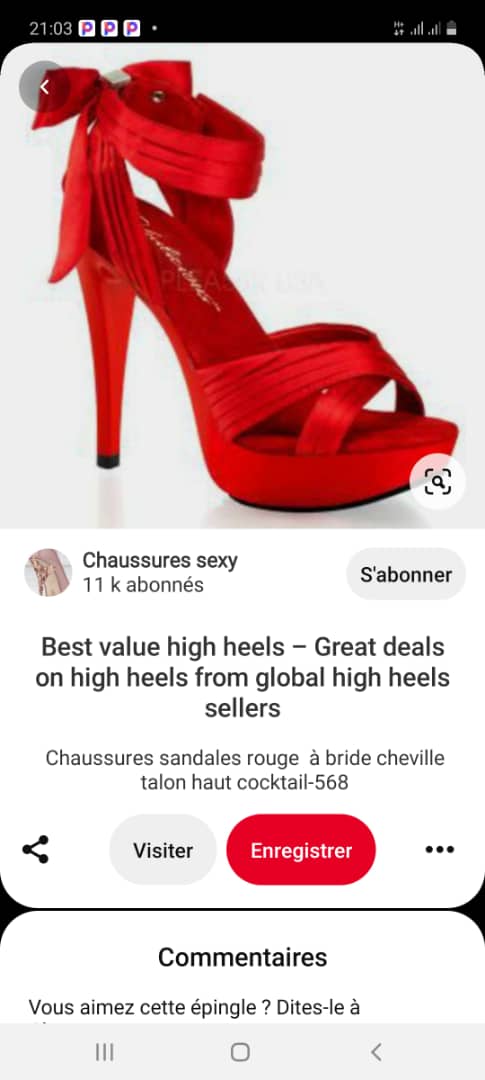 21:03
PLEASER USA
Chaussures sexy
11 k abonnés
S'abonner
Best value high heels – Great deals
on high heels from global high heels
sellers
Chaussures sandales rouge à bride cheville
talon haut cocktail-568
Visiter
Enregistrer
Commentaires
Vous aimez cette épingle ? Dites-le à